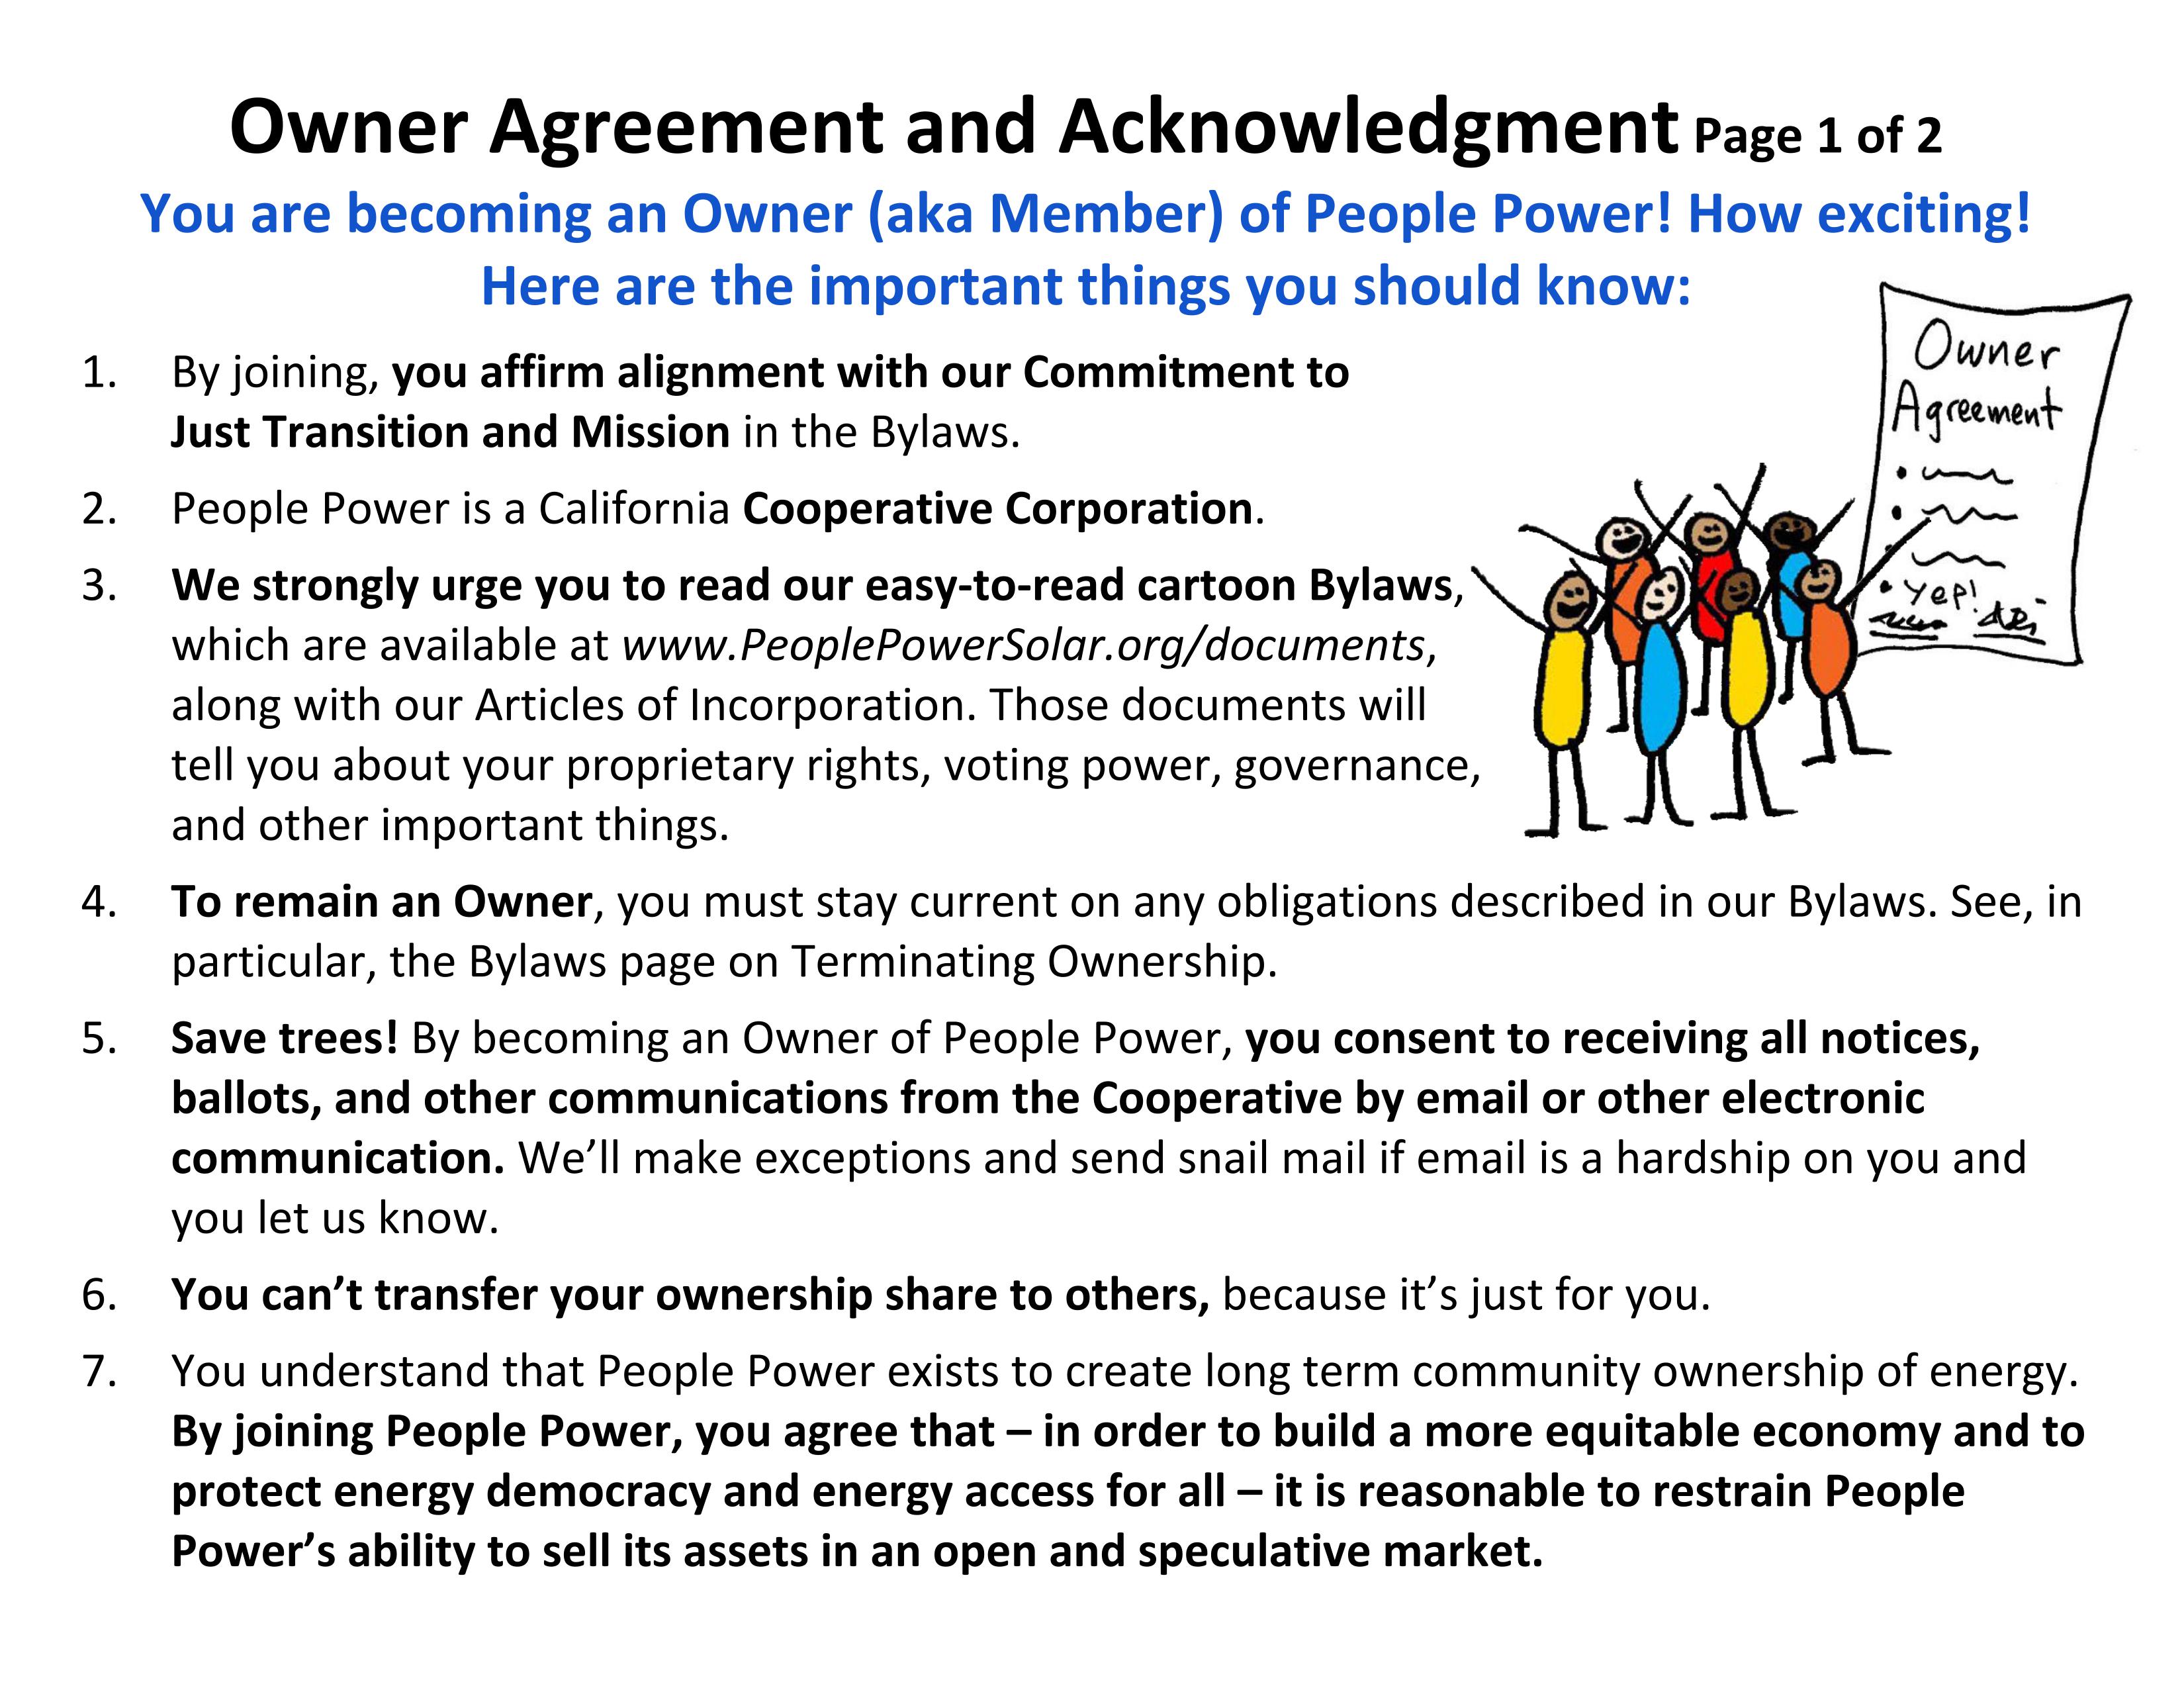 Owner Agreement and Acknowledgment Page 1 of 2
You are becoming an Owner (aka Member) of People Power! How exciting!
Here are the important things you should know:
1. By joining, you affirm alignment with our Commitment to
Just Transition and Mission in the Bylaws.
2. People Power is a California Cooperative Corporation.
3. We strongly urge you to read our easy-to-read cartoon Bylaws,
which are available at www.PeoplePowerSolar.org/documents,
along with our Articles of Incorporation. Those documents will
tell you about your proprietary rights, voting power, governance,
and other important things.
Owner
Agreement
• Yep!
4. To remain an Owner, you must stay current on any obligations described in our Bylaws. See, in
particular, the Bylaws page on Terminating Ownership.
5. Save trees! By becoming an Owner of People Power, you consent to receiving all notices,
ballots, and other communications from the Cooperative by email or other electronic
communication. We’ll make exceptions and send snail mail if email is a hardship on you and
you let us know.
6. You can’t transfer your ownership share to others, because it’s just for you.
7. You understand that People Power exists to create long term community ownership of energy.
By joining People Power, you agree that – in order to build a more equitable economy and to
protect energy democracy and energy access for all – it is reasonable to restrain People
Power’s ability to sell its assets in an open and speculative market.